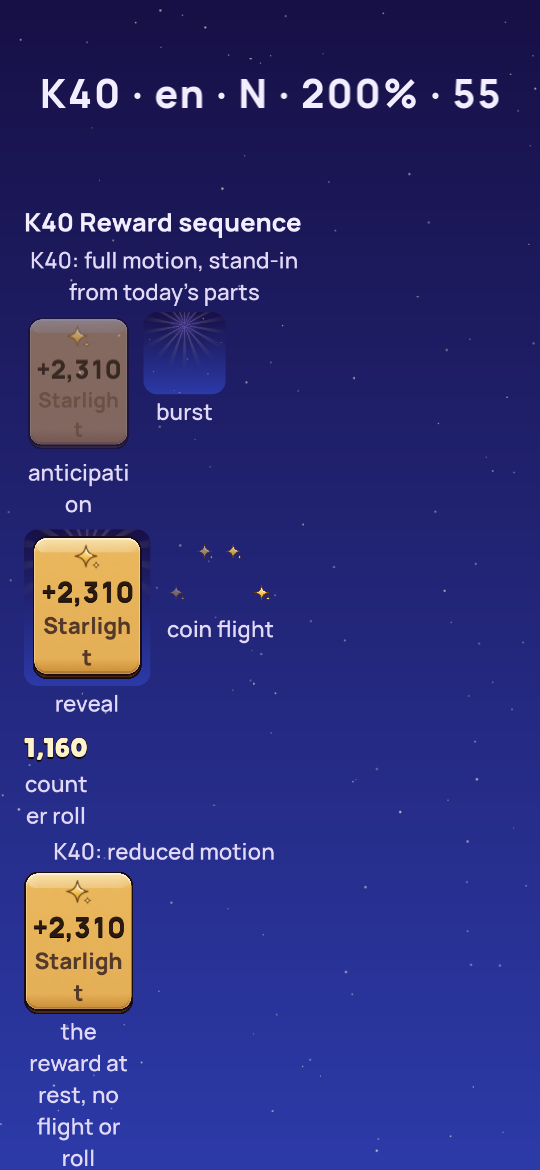 K40 · en · N · 200% · 55
K40 Reward sequence
K40: full motion, stand-in
from today's parts
+2,310
Starligh
t
anticipati
on
burst
+2,310
Starligh
t
reveal
coin flight
1,160
count
er roll
K40: reduced motion
+2,310
Starligh
t
the
reward at
rest, no
flight or
roll